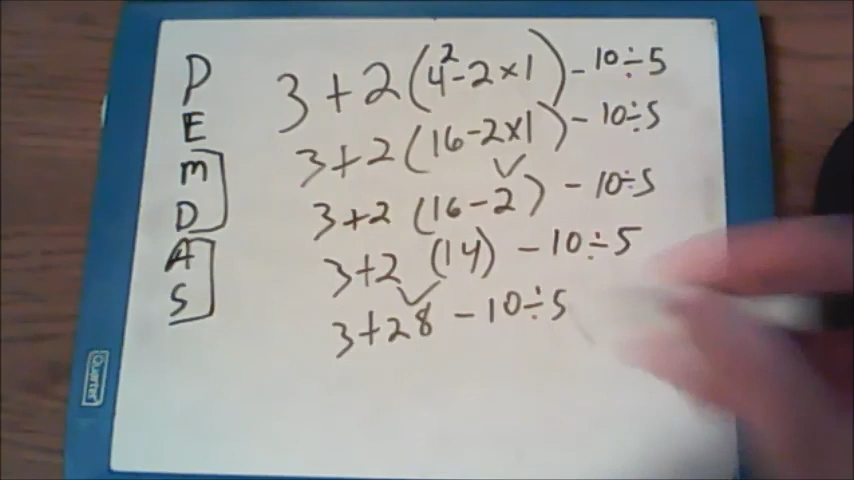 P
E
M
D
A
S
3+2(4²-2×1)-10÷5
3+2(16-2×1)-10÷5
3+2(16-2)-10÷5
3+2(14)-10÷5
3+28-10÷5
Quartet